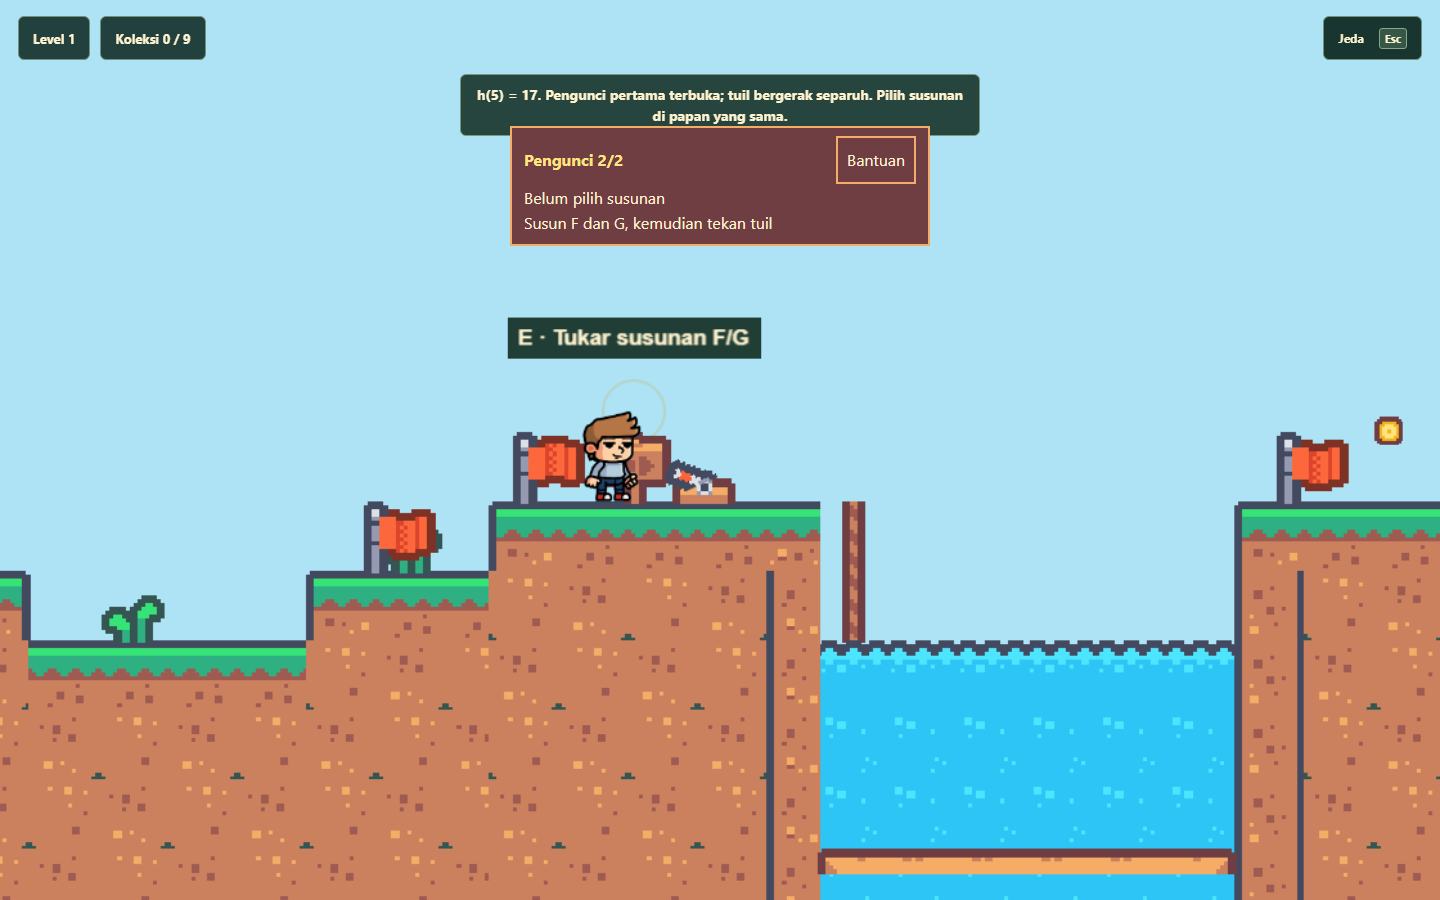 Level 1
Koleksi 0 / 9
Jeda Esc
h(5) = 17. Pengunci pertama terbuka; tuil bergerak separuh. Pilih susunan
di papan yang sama.
Pengunci 2/2
Bantuan
Belum pilih susunan
Susun F dan G, kemudian tekan tuil
E · Tukar susunan F/G